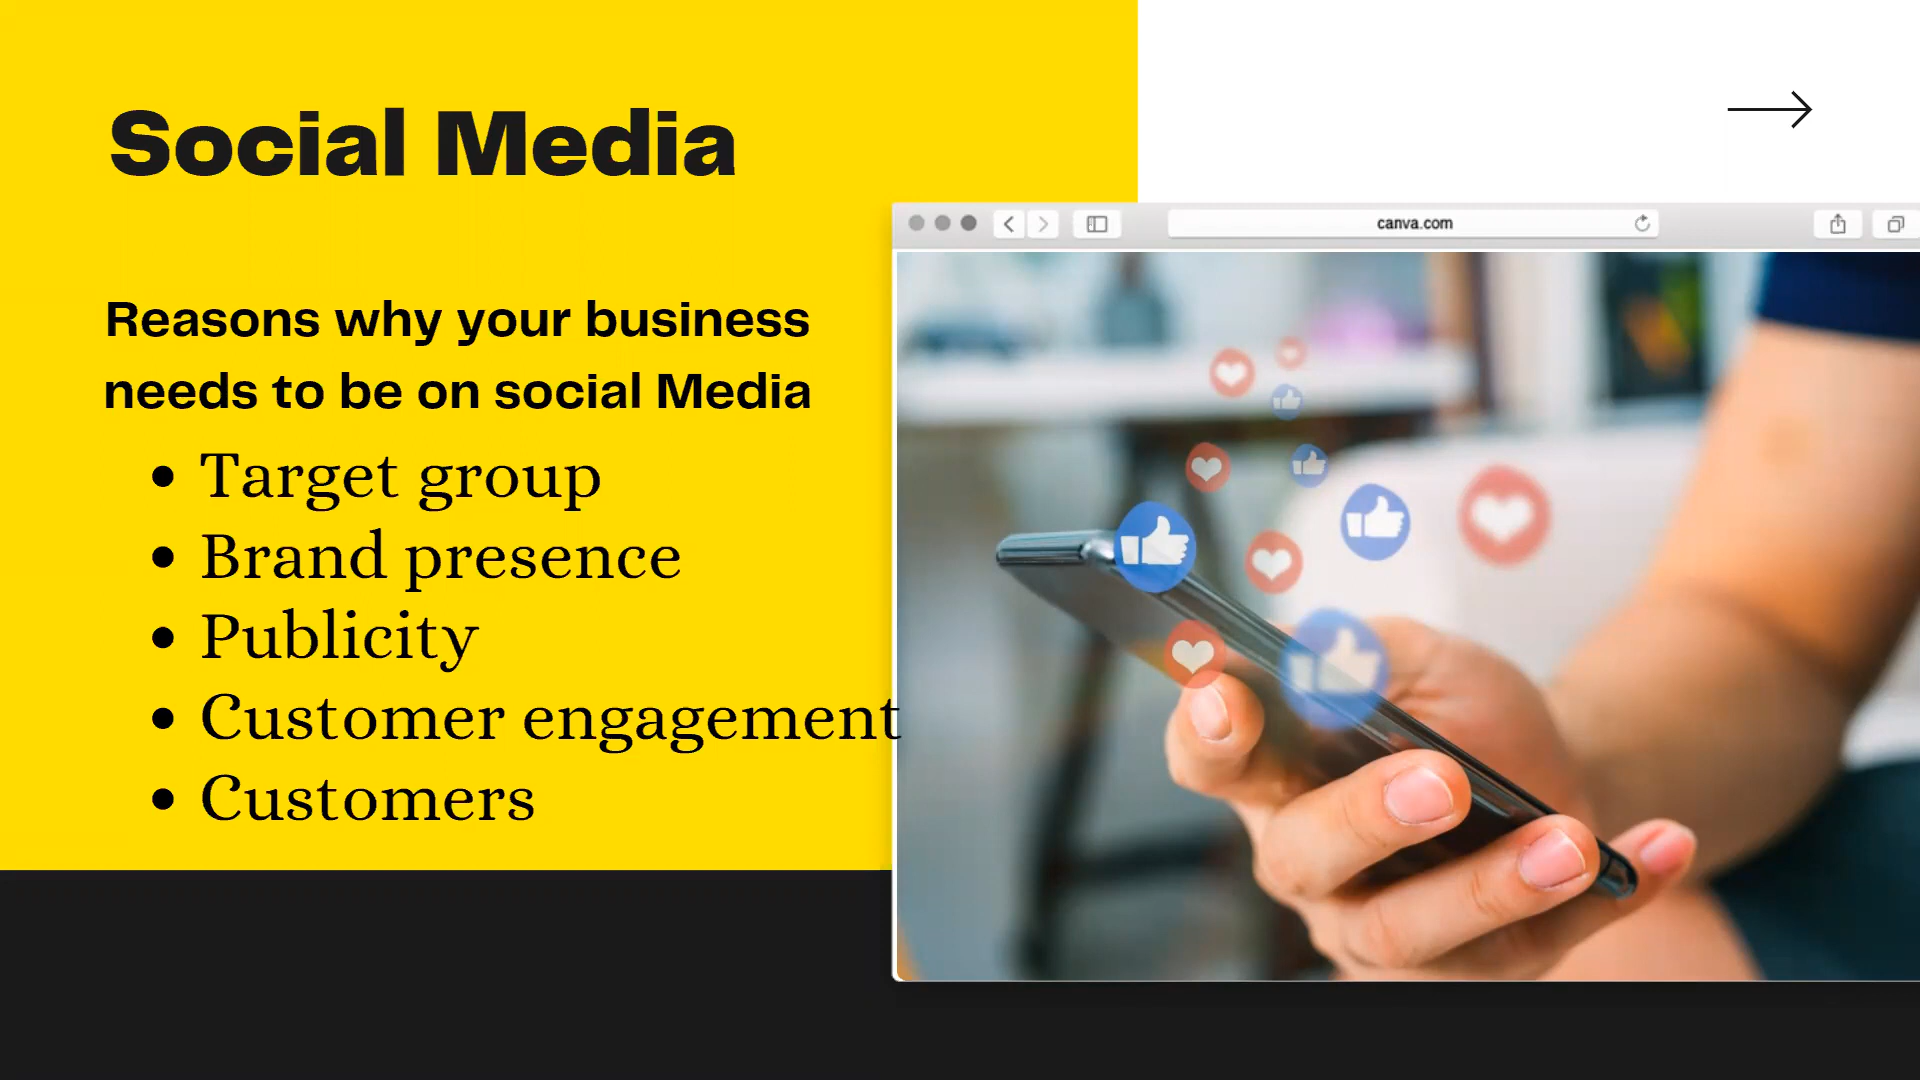 Social Media
canva.com
Reasons why your business
needs to be on social Media
• Target group
• Brand presence
• Publicity
• Customer engagement
• Customers